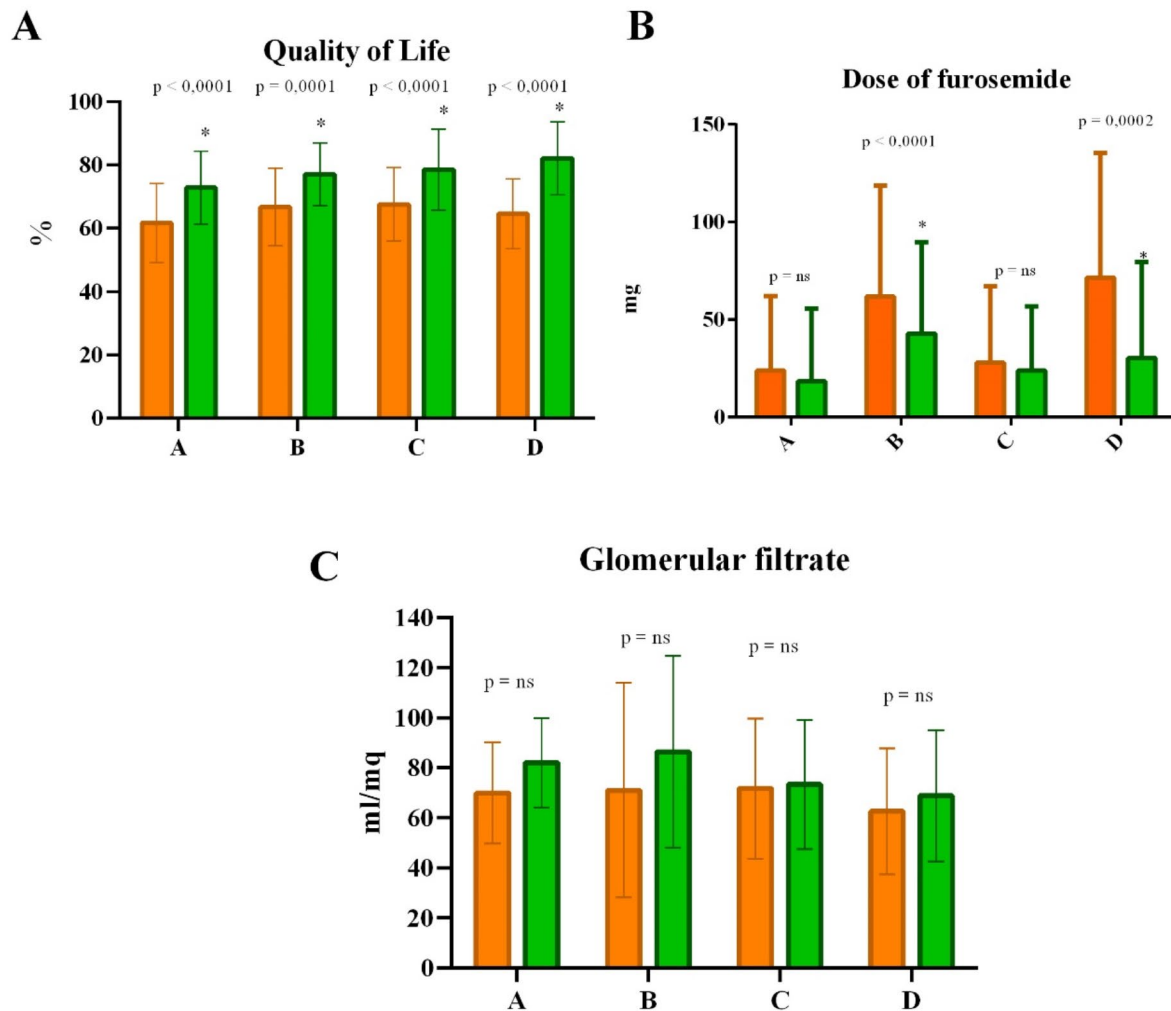 A
Quality of Life
p < 0,0001 p = 0,0001 p < 0,0001 p < 0,0001
* * * *
100
80
60
40
20
0
%
A B C D
B
Dose of furosemide
p = 0,0002
p < 0,0001
p = ns p = ns
* *
150
100
50
0
mg
A B C D
C
Glomerular filtrate
p = ns p = ns p = ns p = ns
140
120
100
80
60
40
20
0
ml/mq
A B C D